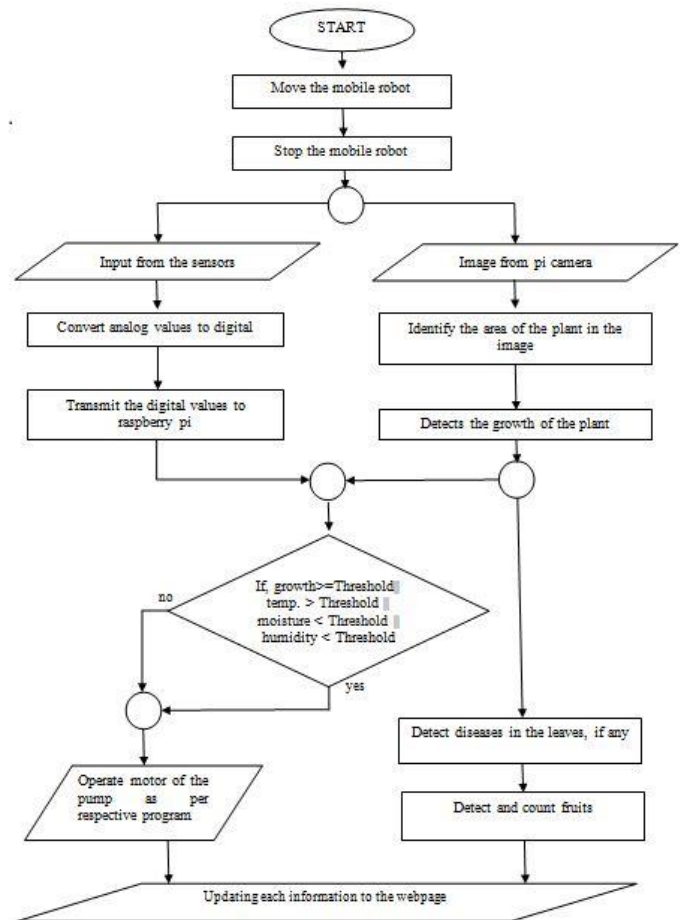 START
Move the mobile robot
Stop the mobile robot
Input from the sensors
Image from pi camera
Convert analog values to digital
Identify the area of the plant in the
image
Transmit the digital values to
raspberry pi
Detects the growth of the plant
If, growth>=Threshold
temp. > Threshold
moisture < Threshold
humidity < Threshold
no
yes
Detect diseases in the leaves, if any
Operate motor of the
pump as per
respective program
Detect and count fruits
Updating each information to the webpage